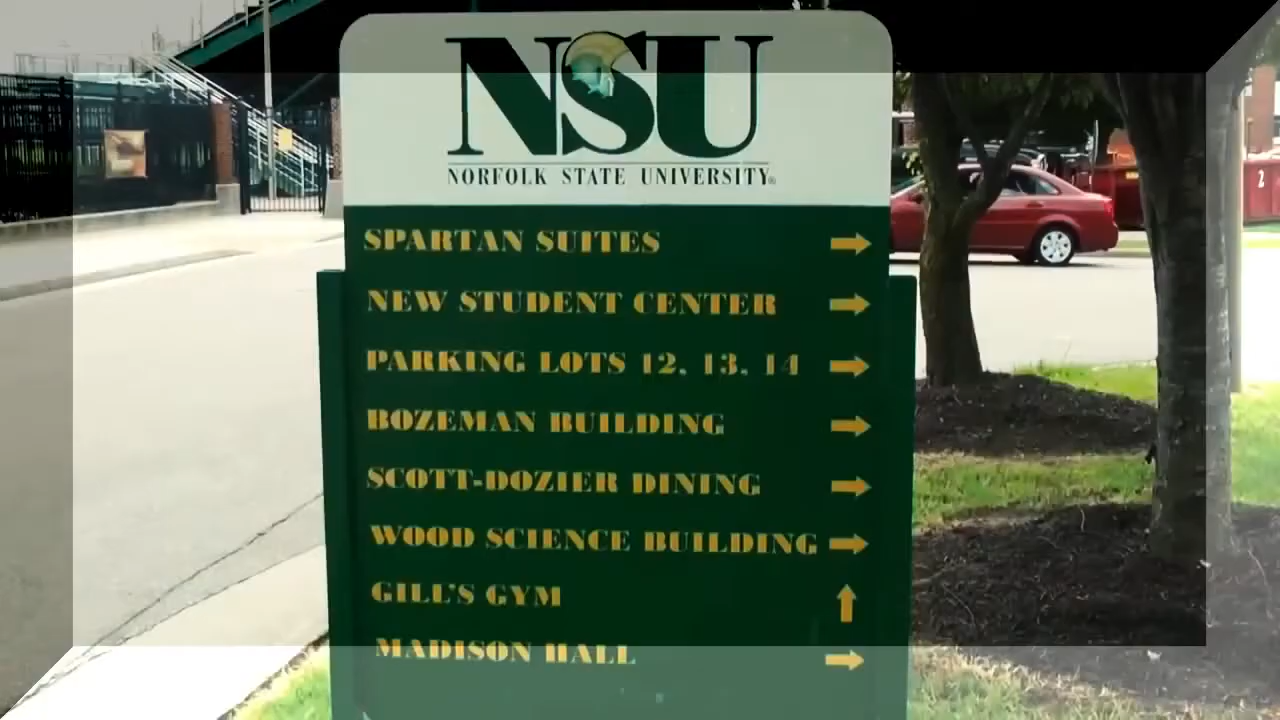 NSU
NORFOLK STATE UNIVERSITY®
SPARTAN SUITES
NEW STUDENT CENTER
PARKING LOTS 12, 13, 14
BOZEMAN BUILDING
SCOTT-DOZIER DINING
WOOD SCIENCE BUILDING
GILL'S GYM
MADISON HALL
2